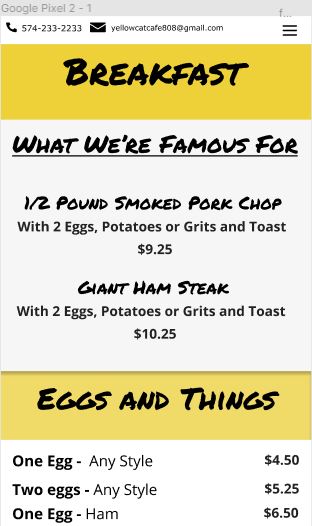 Google Pixel 2 - 1
f...
574-233-2233 yellowcatcafe808@gmail.com
Breakfast
What We're Famous For
1/2 Pound Smoked Pork Chop
With 2 Eggs, Potatoes or Grits and Toast
$9.25
Giant Ham Steak
With 2 Eggs, Potatoes or Grits and Toast
$10.25
Eggs and Things
One Egg - Any Style $4.50
Two eggs - Any Style $5.25
One Egg - Ham $6.50